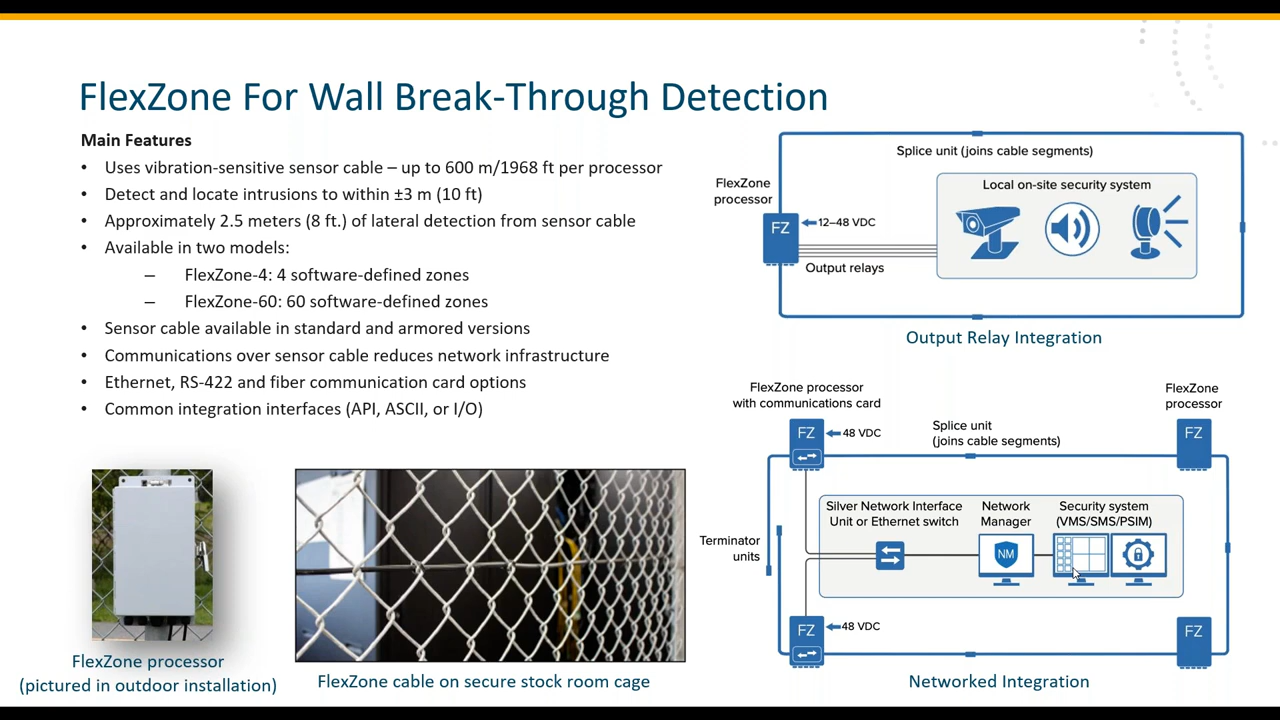 FlexZone For Wall Break-Through Detection
Main Features
• Uses vibration-sensitive sensor cable – up to 600 m/1968 ft per processor
• Detect and locate intrusions to within ±3 m (10 ft)
• Approximately 2.5 meters (8 ft.) of lateral detection from sensor cable
• Available in two models:
– FlexZone-4: 4 software-defined zones
– FlexZone-60: 60 software-defined zones
• Sensor cable available in standard and armored versions
• Communications over sensor cable reduces network infrastructure
• Ethernet, RS-422 and fiber communication card options
• Common integration interfaces (API, ASCII, or I/O)
FlexZone processor
(pictured in outdoor installation)
FlexZone cable on secure stock room cage
Splice unit (joins cable segments)
FlexZone
processor
Local on-site security system
FZ
12–48 VDC
Output relays
Output Relay Integration
FlexZone processor
with communications card
FlexZone
processor
FZ
48 VDC
Splice unit
(joins cable segments)
FZ
Silver Network Interface
Unit or Ethernet switch
Network
Manager
Security system
(VMS/SMS/PSIM)
Terminator
units
NM
FZ
48 VDC
FZ
Networked Integration